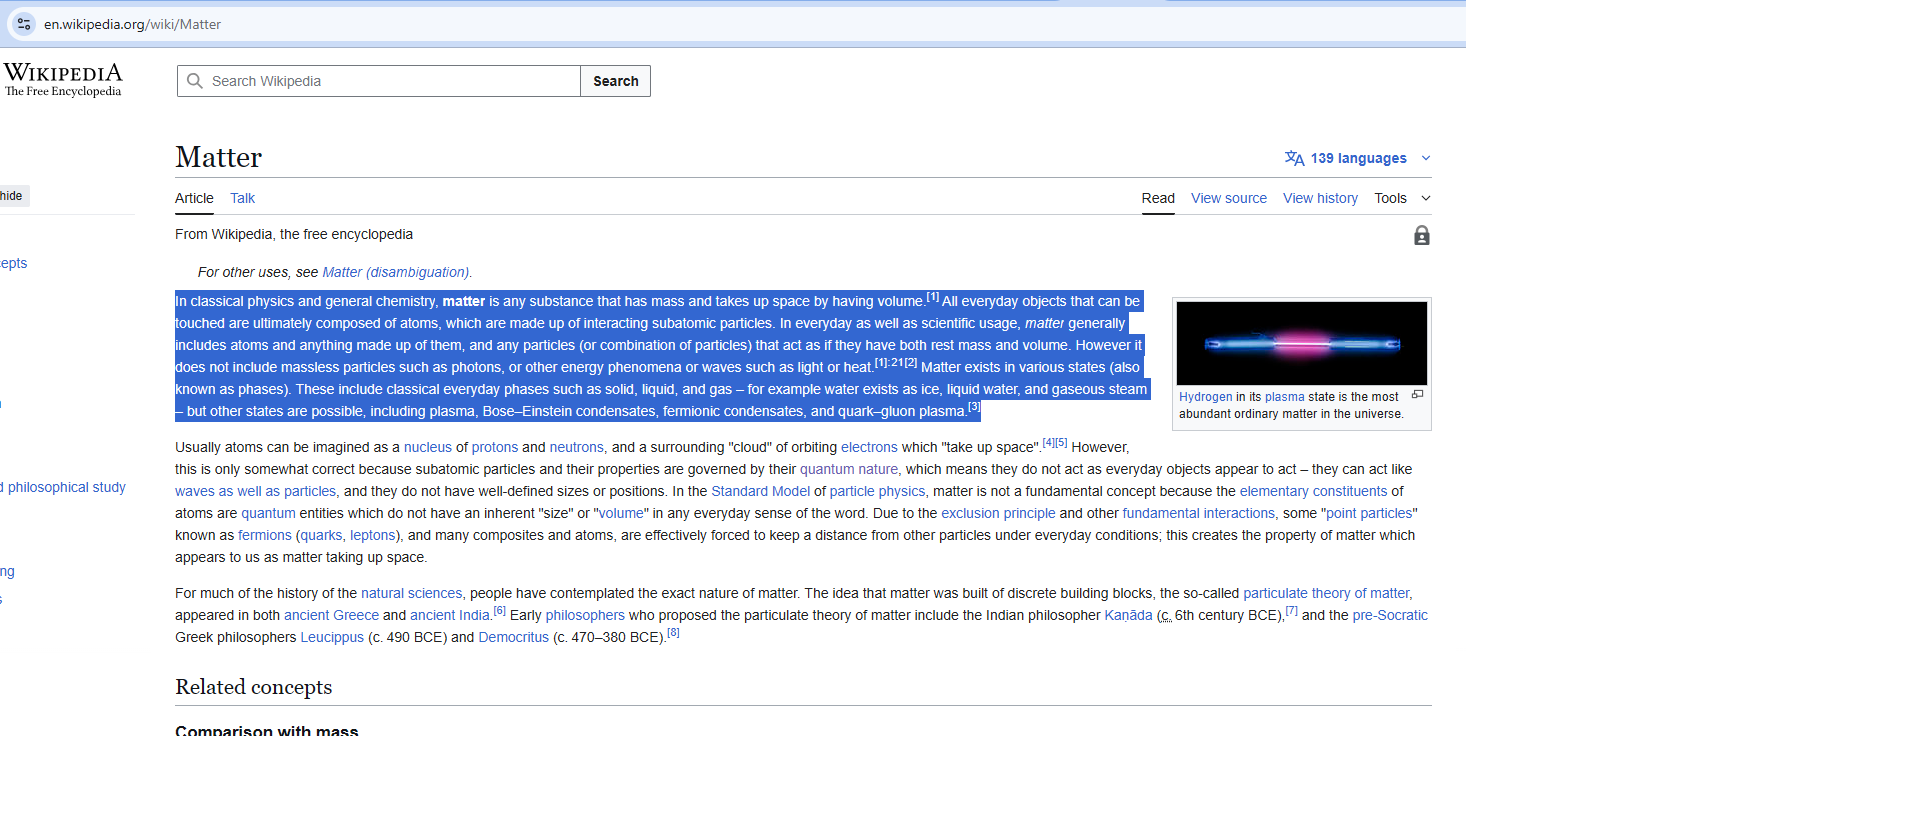 en.wikipedia.org/wiki/Matter
WIKIPEDIA
The Free Encyclopedia
Search Wikipedia
Search
Matter
139 languages
hide
Article
Talk
Read
View source
View history
Tools
From Wikipedia, the free encyclopedia
epts
For other uses, see Matter (disambiguation).
In classical physics and general chemistry, matter is any substance that has mass and takes up space by having volume.[1] All everyday objects that can be
touched are ultimately composed of atoms, which are made up of interacting subatomic particles. In everyday as well as scientific usage, matter generally
includes atoms and anything made up of them, and any particles (or combination of particles) that act as if they have both rest mass and volume. However it
does not include massless particles such as photons, or other energy phenomena or waves such as light or heat.[1]:21[2] Matter exists in various states (also
known as phases). These include classical everyday phases such as solid, liquid, and gas – for example water exists as ice, liquid water, and gaseous steam
– but other states are possible, including plasma, Bose–Einstein condensates, fermionic condensates, and quark–gluon plasma.[3]
Hydrogen in its plasma state is the most
abundant ordinary matter in the universe.
Usually atoms can be imagined as a nucleus of protons and neutrons, and a surrounding "cloud" of orbiting electrons which "take up space".[4][5] However,
this is only somewhat correct because subatomic particles and their properties are governed by their quantum nature, which means they do not act as everyday objects appear to act – they can act like
waves as well as particles, and they do not have well-defined sizes or positions. In the Standard Model of particle physics, matter is not a fundamental concept because the elementary constituents of
atoms are quantum entities which do not have an inherent "size" or "volume" in any everyday sense of the word. Due to the exclusion principle and other fundamental interactions, some "point particles"
known as fermions (quarks, leptons), and many composites and atoms, are effectively forced to keep a distance from other particles under everyday conditions; this creates the property of matter which
appears to us as matter taking up space.
d philosophical study
ng
s
For much of the history of the natural sciences, people have contemplated the exact nature of matter. The idea that matter was built of discrete building blocks, the so-called particulate theory of matter,
appeared in both ancient Greece and ancient India.[6] Early philosophers who proposed the particulate theory of matter include the Indian philosopher Kaṇāda (c. 6th century BCE),[7] and the pre-Socratic
Greek philosophers Leucippus (c. 490 BCE) and Democritus (c. 470–380 BCE).[8]
Related concepts
Comparison with mass